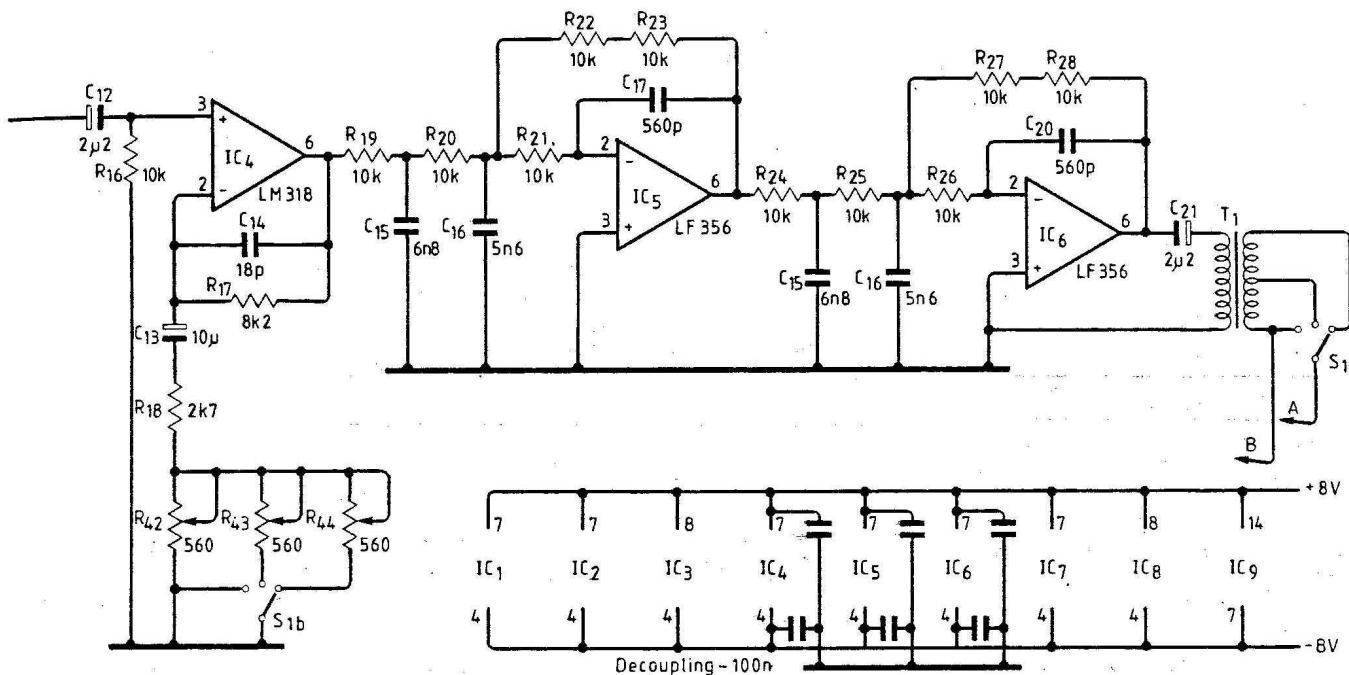 R22
R23
10k
10k
R27
R28
10k
10k
C12
2µ2
R16
10k
3
+
IC4
6
2
−
LM318
C14
18p
R17
8k2
C13
10µ
R18
2k7
R19
10k
R20
10k
R21
10k
C17
560p
2
−
IC5
6
3
+
LF356
C15
6n8
C16
5n6
R24
10k
R25
10k
R26
10k
C20
560p
2
−
IC6
6
3
+
LF356
C15
6n8
C16
5n6
C21
2µ2
T1
S1
A
B
R42
560
R43
560
R44
560
S1b
+8V
7
7
8
7
7
7
7
8
14
IC1
IC2
IC3
IC4
IC5
IC6
IC7
IC8
IC9
4
4
4
4
4
4
4
4
7
-8V
Decoupling-100n